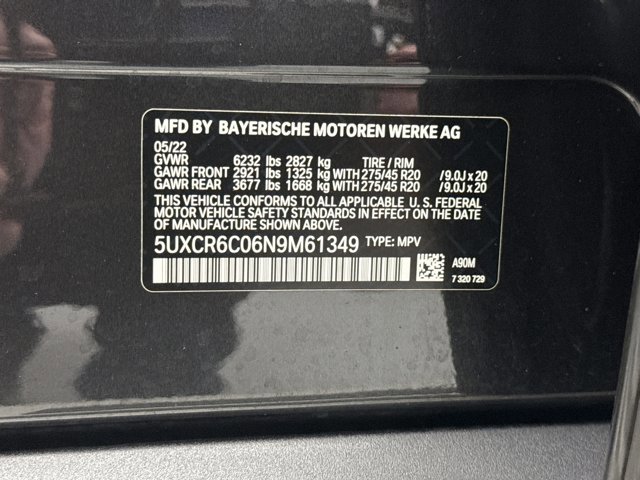 MFD BY BAYERISCHE MOTOREN WERKE AG
05/22
GVWR 6232 lbs 2827 kg TIRE / RIM
GAWR FRONT 2921 lbs 1325 kg WITH 275/45 R20 /9.0J x 20
GAWR REAR 3677 lbs 1668 kg WITH 275/45 R20 /9.0J x 20
THIS VEHICLE CONFORMS TO ALL APPLICABLE U. S. FEDERAL
MOTOR VEHICLE SAFETY STANDARDS IN EFFECT ON THE
DATE OF MANUFACTURE SHOWN ABOVE.
5UXCR6C06N9M61349 TYPE: MPV
A90M
7 320 729